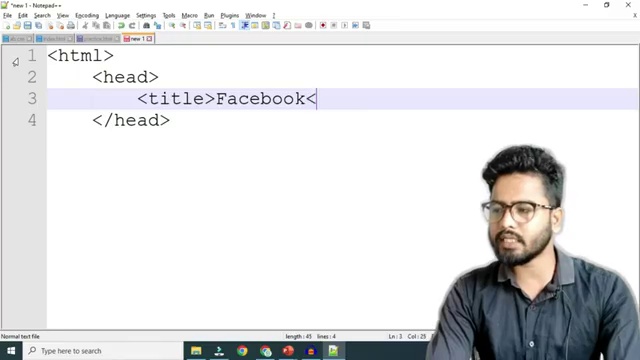 *new 1 - Notepad++
File Edit Search View Encoding Language Settings Tools Macro Run Plugins Window ?
index.html new 1
1 <html>
2 <head>
3 <title>Facebook<
4 </head>
Normal text file length: 45 lines: 4 Ln: 3 Col: 25
Type here to search